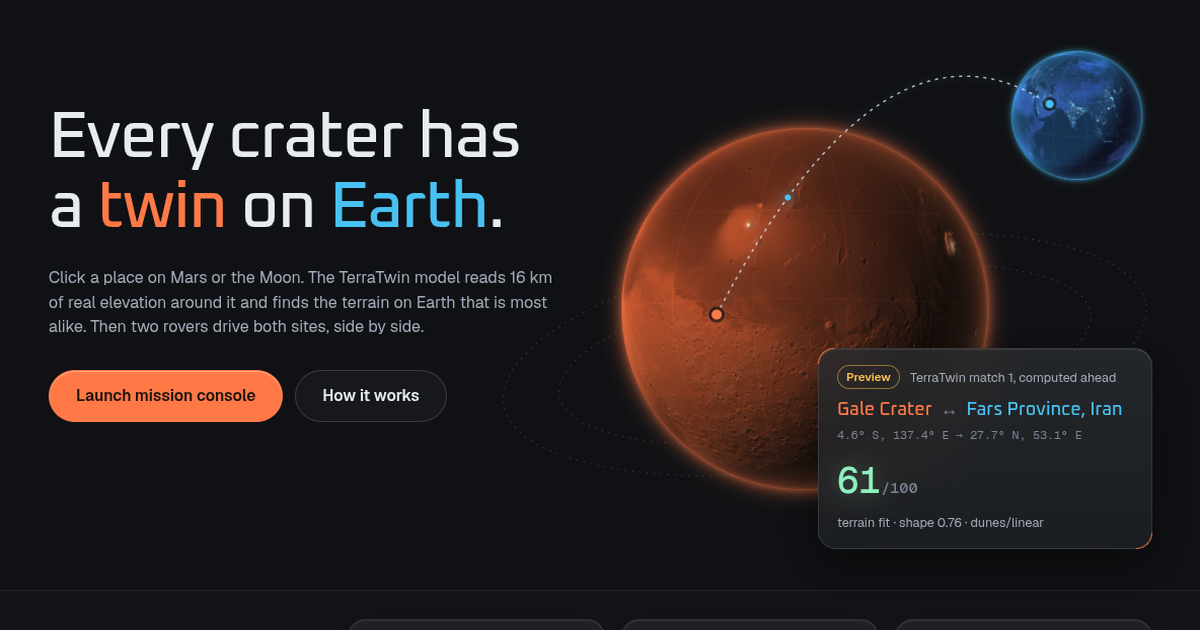 Every crater has
a twin on Earth.
Click a place on Mars or the Moon. The TerraTwin model reads 16 km
of real elevation around it and finds the terrain on Earth that is most
alike. Then two rovers drive both sites, side by side.
Launch mission console
How it works
Preview TerraTwin match 1, computed ahead
Gale Crater ↔ Fars Province, Iran
4.6° S, 137.4° E → 27.7° N, 53.1° E
61/100
terrain fit · shape 0.76 · dunes/linear